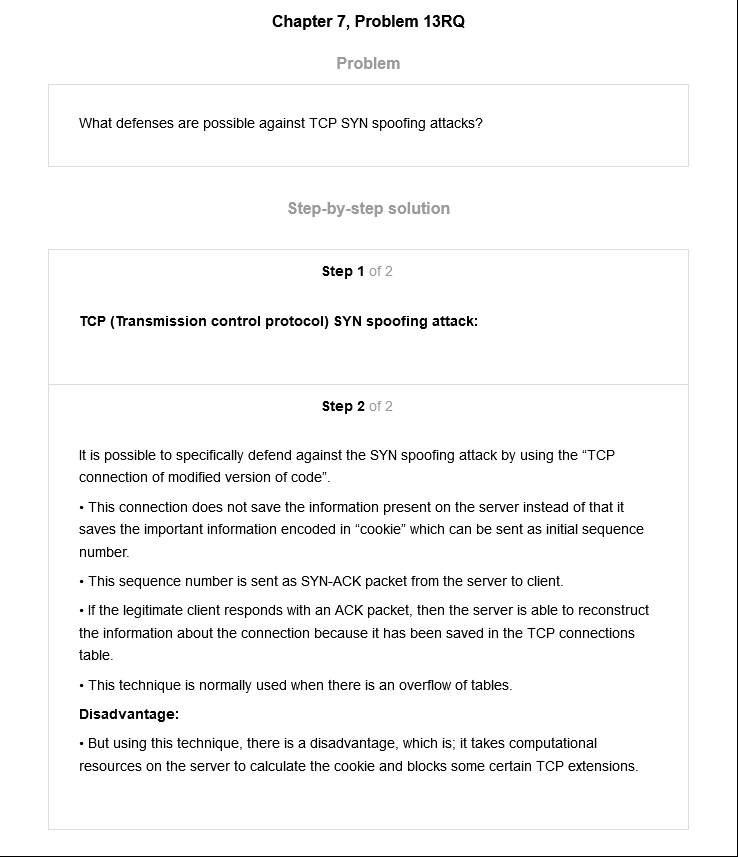 Chapter 7, Problem 13RQ
Problem
What defenses are possible against TCP SYN spoofing attacks?
Step-by-step solution
Step 1 of 2
TCP (Transmission control protocol) SYN spoofing attack:
Step 2 of 2
It is possible to specifically defend against the SYN spoofing attack by using the “TCP
connection of modified version of code”.
• This connection does not save the information present on the server instead of that it
saves the important information encoded in “cookie” which can be sent as initial sequence
number.
• This sequence number is sent as SYN-ACK packet from the server to client.
• If the legitimate client responds with an ACK packet, then the server is able to reconstruct
the information about the connection because it has been saved in the TCP connections
table.
• This technique is normally used when there is an overflow of tables.
Disadvantage:
• But using this technique, there is a disadvantage, which is; it takes computational
resources on the server to calculate the cookie and blocks some certain TCP extensions.